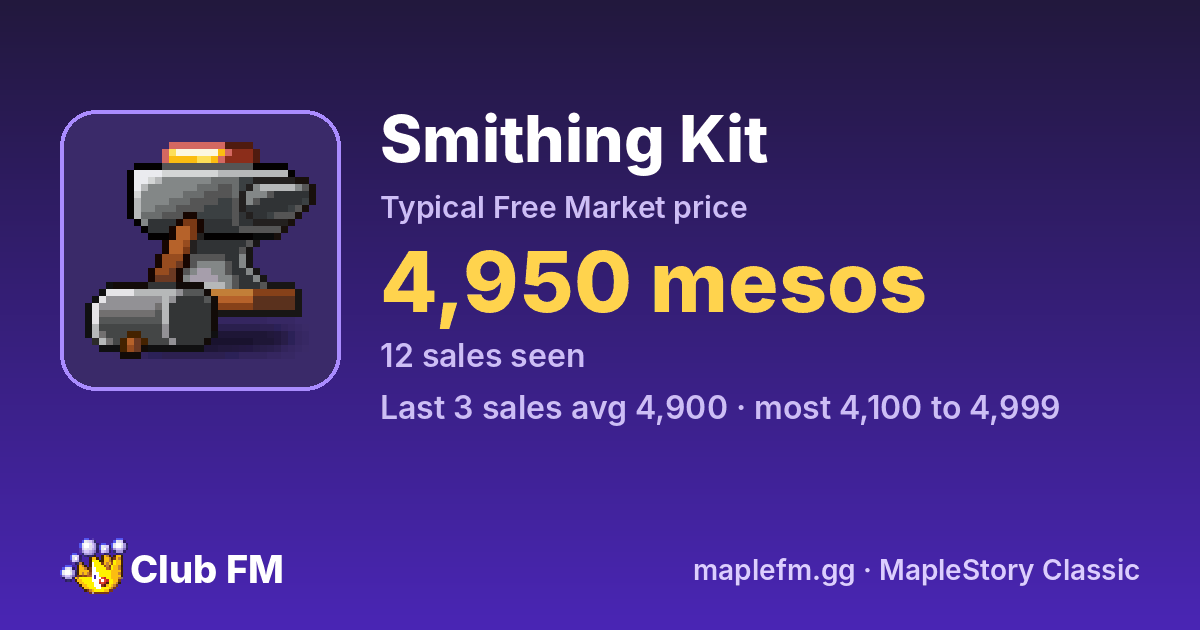 Smithing Kit
Typical Free Market price
4,950 mesos
12 sales seen
Last 3 sales avg 4,900 · most 4,100 to 4,999
Club FM
maplefm.gg · MapleStory Classic